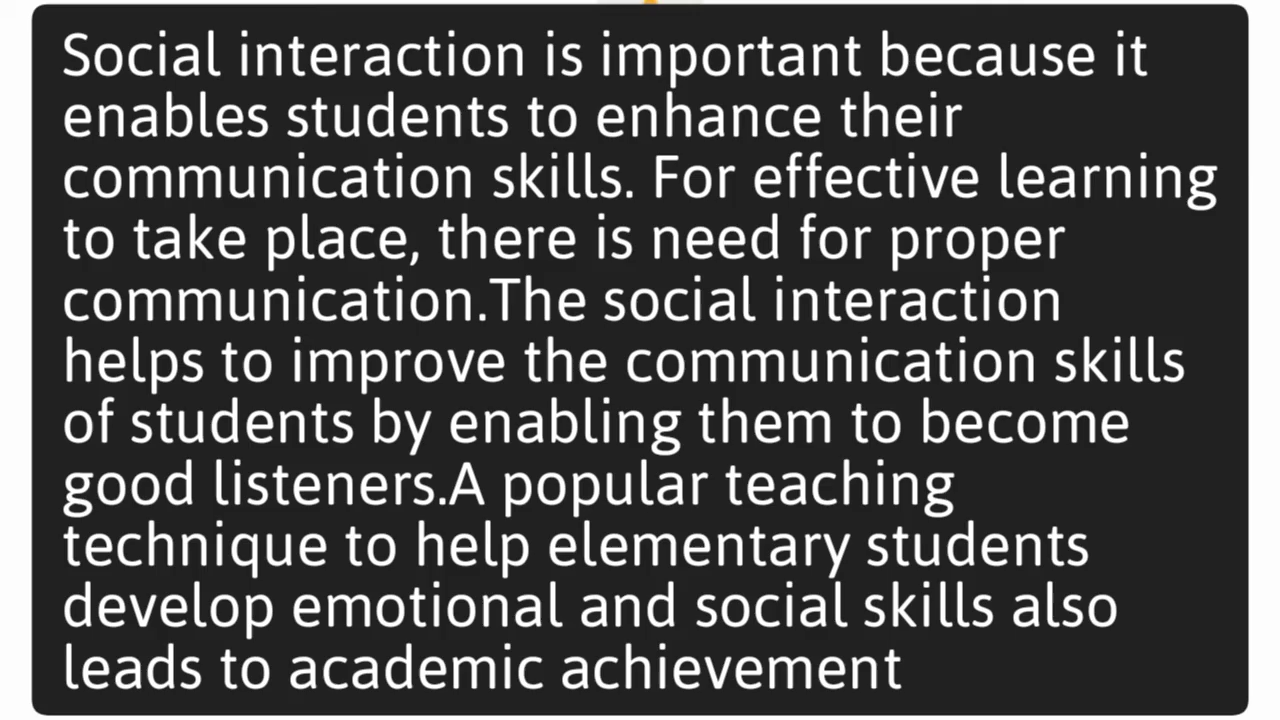 Social interaction is important because it
enables students to enhance their
communication skills. For effective learning
to take place, there is need for proper
communication.The social interaction
helps to improve the communication skills
of students by enabling them to become
good listeners.A popular teaching
technique to help elementary students
develop emotional and social skills also
leads to academic achievement